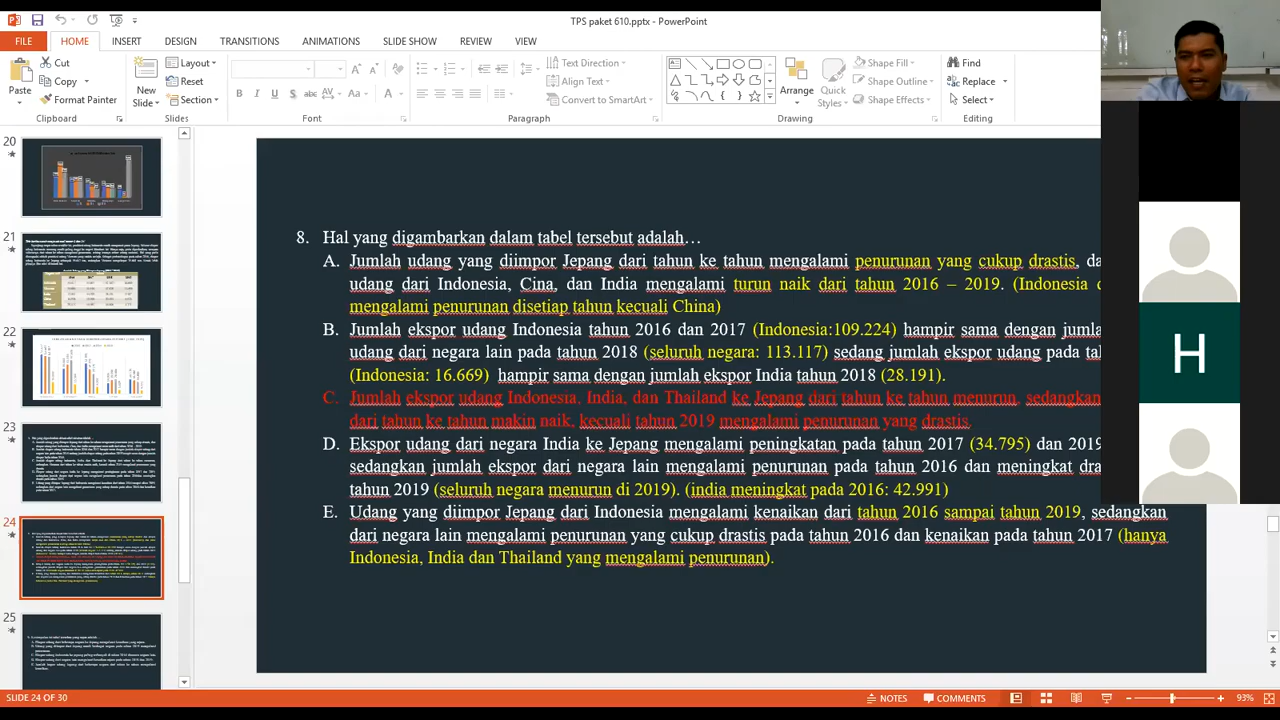 TPS paket 610.pptx - PowerPoint
FILE HOME INSERT DESIGN TRANSITIONS ANIMATIONS SLIDE SHOW REVIEW VIEW
Cut Layout Text Direction Shape Fill Find
Copy Reset Align Text Shape Outline Replace
Paste Format Painter New Slide Section Convert to SmartArt Arrange Quick Styles Shape Effects Select
Clipboard Slides Font Paragraph Drawing Editing
20
21
22
23
24
25
8. Hal yang digambarkan dalam tabel tersebut adalah…
A. Jumlah udang yang diimpor Jepang dari tahun ke tahun mengalami penurunan yang cukup drastis,
udang dari Indonesia, Cina, dan India mengalami turun naik dari tahun 2016 – 2019. (Indonesia
mengalami penurunan disetiap tahun kecuali China)
B. Jumlah ekspor udang Indonesia tahun 2016 dan 2017 (Indonesia:109.224) hampir sama dengan
udang dari negara lain pada tahun 2018 (seluruh negara: 113.117) sedang jumlah ekspor udang pada
(Indonesia: 16.669) hampir sama dengan jumlah ekspor India tahun 2018 (28.191).
C. Jumlah ekspor udang Indonesia, India, dan Thailand ke Jepang dari tahun ke tahun menurun, sedangkan
dari tahun ke tahun makin naik, kecuali tahun 2019 mengalami penurunan yang drastis.
D. Ekspor udang dari negara India ke Jepang mengalami peningkatan pada tahun 2017 (34.795) dan 2019
sedangkan jumlah ekspor dari negara lain mengalami penurunan pada tahun 2018 dan meningkat
tahun 2019 (seluruh negara menurun di 2019). (india meningkat pada 2016: 42.991)
E. Udang yang diimpor Jepang dari Indonesia mengalami kenaikan dari tahun 2016 sampai tahun 2019, sedangkan
dari negara lain mengalami penurunan yang cukup drastis pada tahun 2016 dan kenaikan pada tahun 2017 (hanya
Indonesia, India dan Thailand yang mengalami penurunan).
H
SLIDE 24 OF 30 NOTES COMMENTS 93%